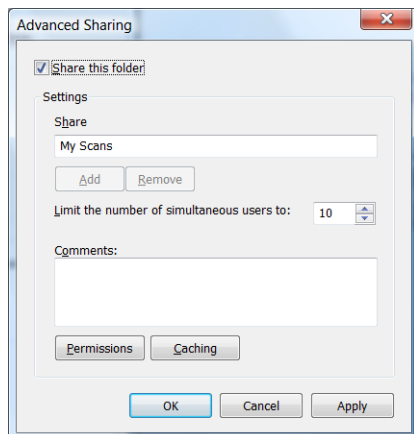 Advanced Sharing
Share this folder
Settings
Share
My Scans
Add Remove
Limit the number of simultaneous users to: 10
Comments:
Permissions Caching
OK Cancel Apply